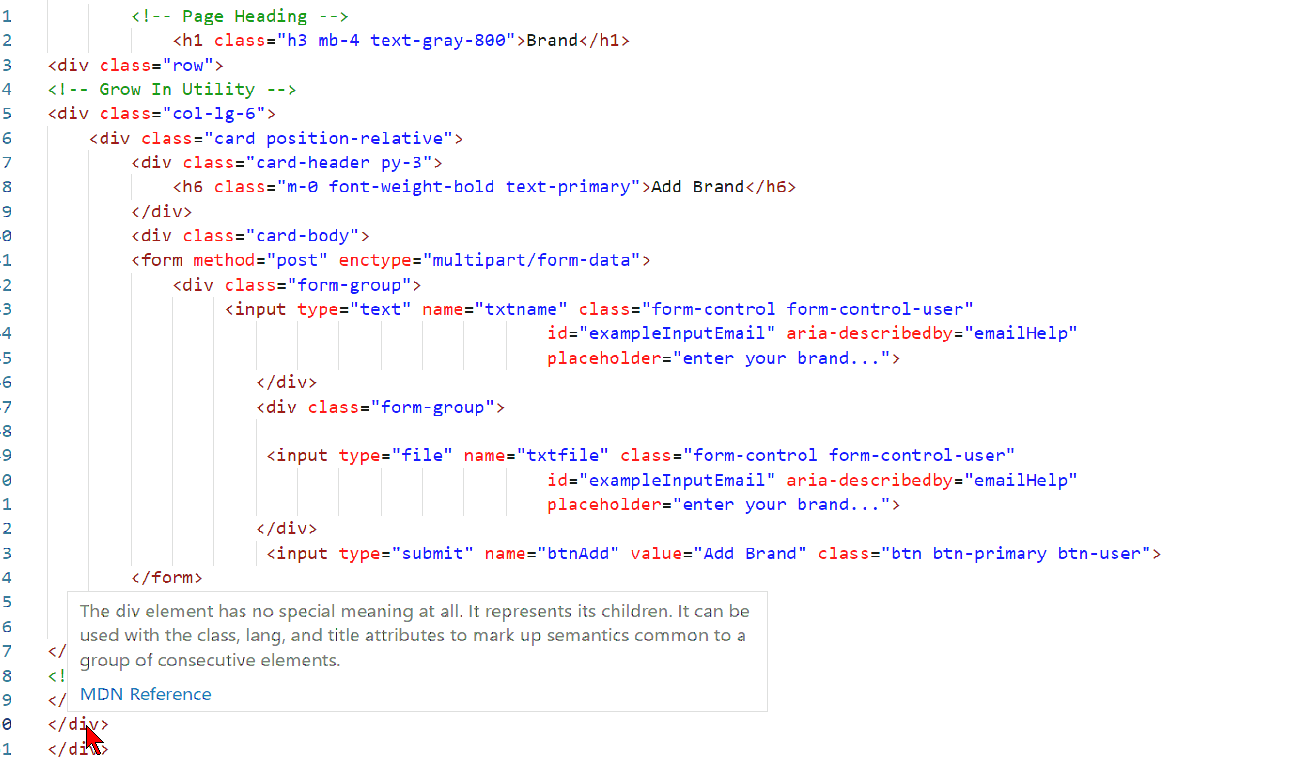 1 <!-- Page Heading -->
2 <h1 class="h3 mb-4 text-gray-800">Brand</h1>
3 <div class="row">
4 <!-- Grow In Utility -->
5 <div class="col-lg-6">
6 <div class="card position-relative">
7 <div class="card-header py-3">
8 <h6 class="m-0 font-weight-bold text-primary">Add Brand</h6>
9 </div>
0 <div class="card-body">
1 <form method="post" enctype="multipart/form-data">
2 <div class="form-group">
3 <input type="text" name="txtname" class="form-control form-control-user"
4 id="exampleInputEmail" aria-describedby="emailHelp"
5 placeholder="enter your brand...">
6 </div>
7 <div class="form-group">
8
9 <input type="file" name="txtfile" class="form-control form-control-user"
0 id="exampleInputEmail" aria-describedby="emailHelp"
1 placeholder="enter your brand...">
2 </div>
3 <input type="submit" name="btnAdd" value="Add Brand" class="btn btn-primary btn-user">
4 </form>
5 The div element has no special meaning at all. It represents its children. It can be
6 used with the class, lang, and title attributes to mark up semantics common to a
7 </ group of consecutive elements.
8 <! MDN Reference
9 </
0 </div>
1 </div>